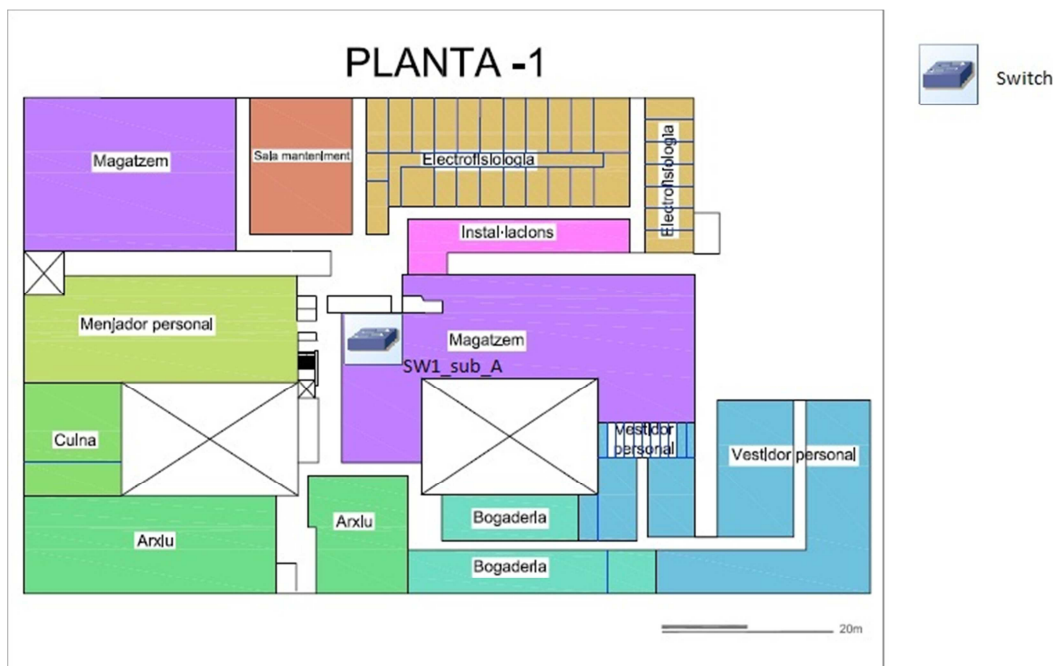 PLANTA -1
Switch
Magatzem
Sala manteniment
Electrofisiologia
Electrofisiologia
Instal·lacions
Menjador personal
Magatzem
SW1_sub_A
Cuina
Vestidor
personal
Vestidor personal
Arxiu
Arxiu
Bogaderia
Bogaderia
20m